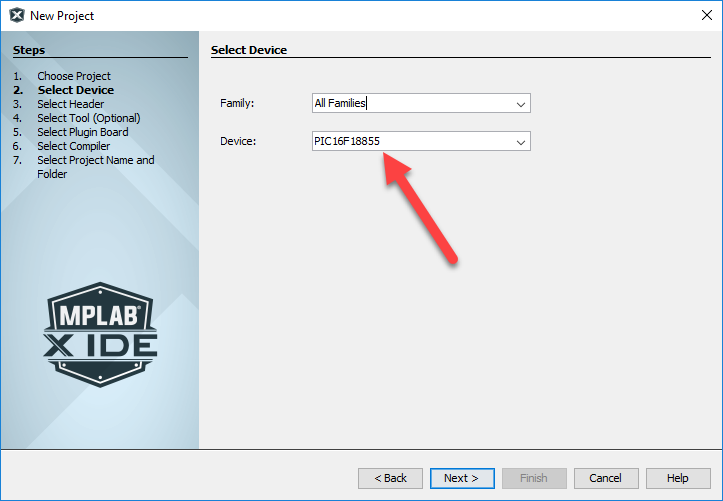 New Project
Steps
1. Choose Project
2. Select Device
3. Select Header
4. Select Tool (Optional)
5. Select Plugin Board
6. Select Compiler
7. Select Project Name and
Folder
MPLAB®
X IDE
Select Device
Family: All Families
Device: PIC16F18855
< Back Next > Finish Cancel Help